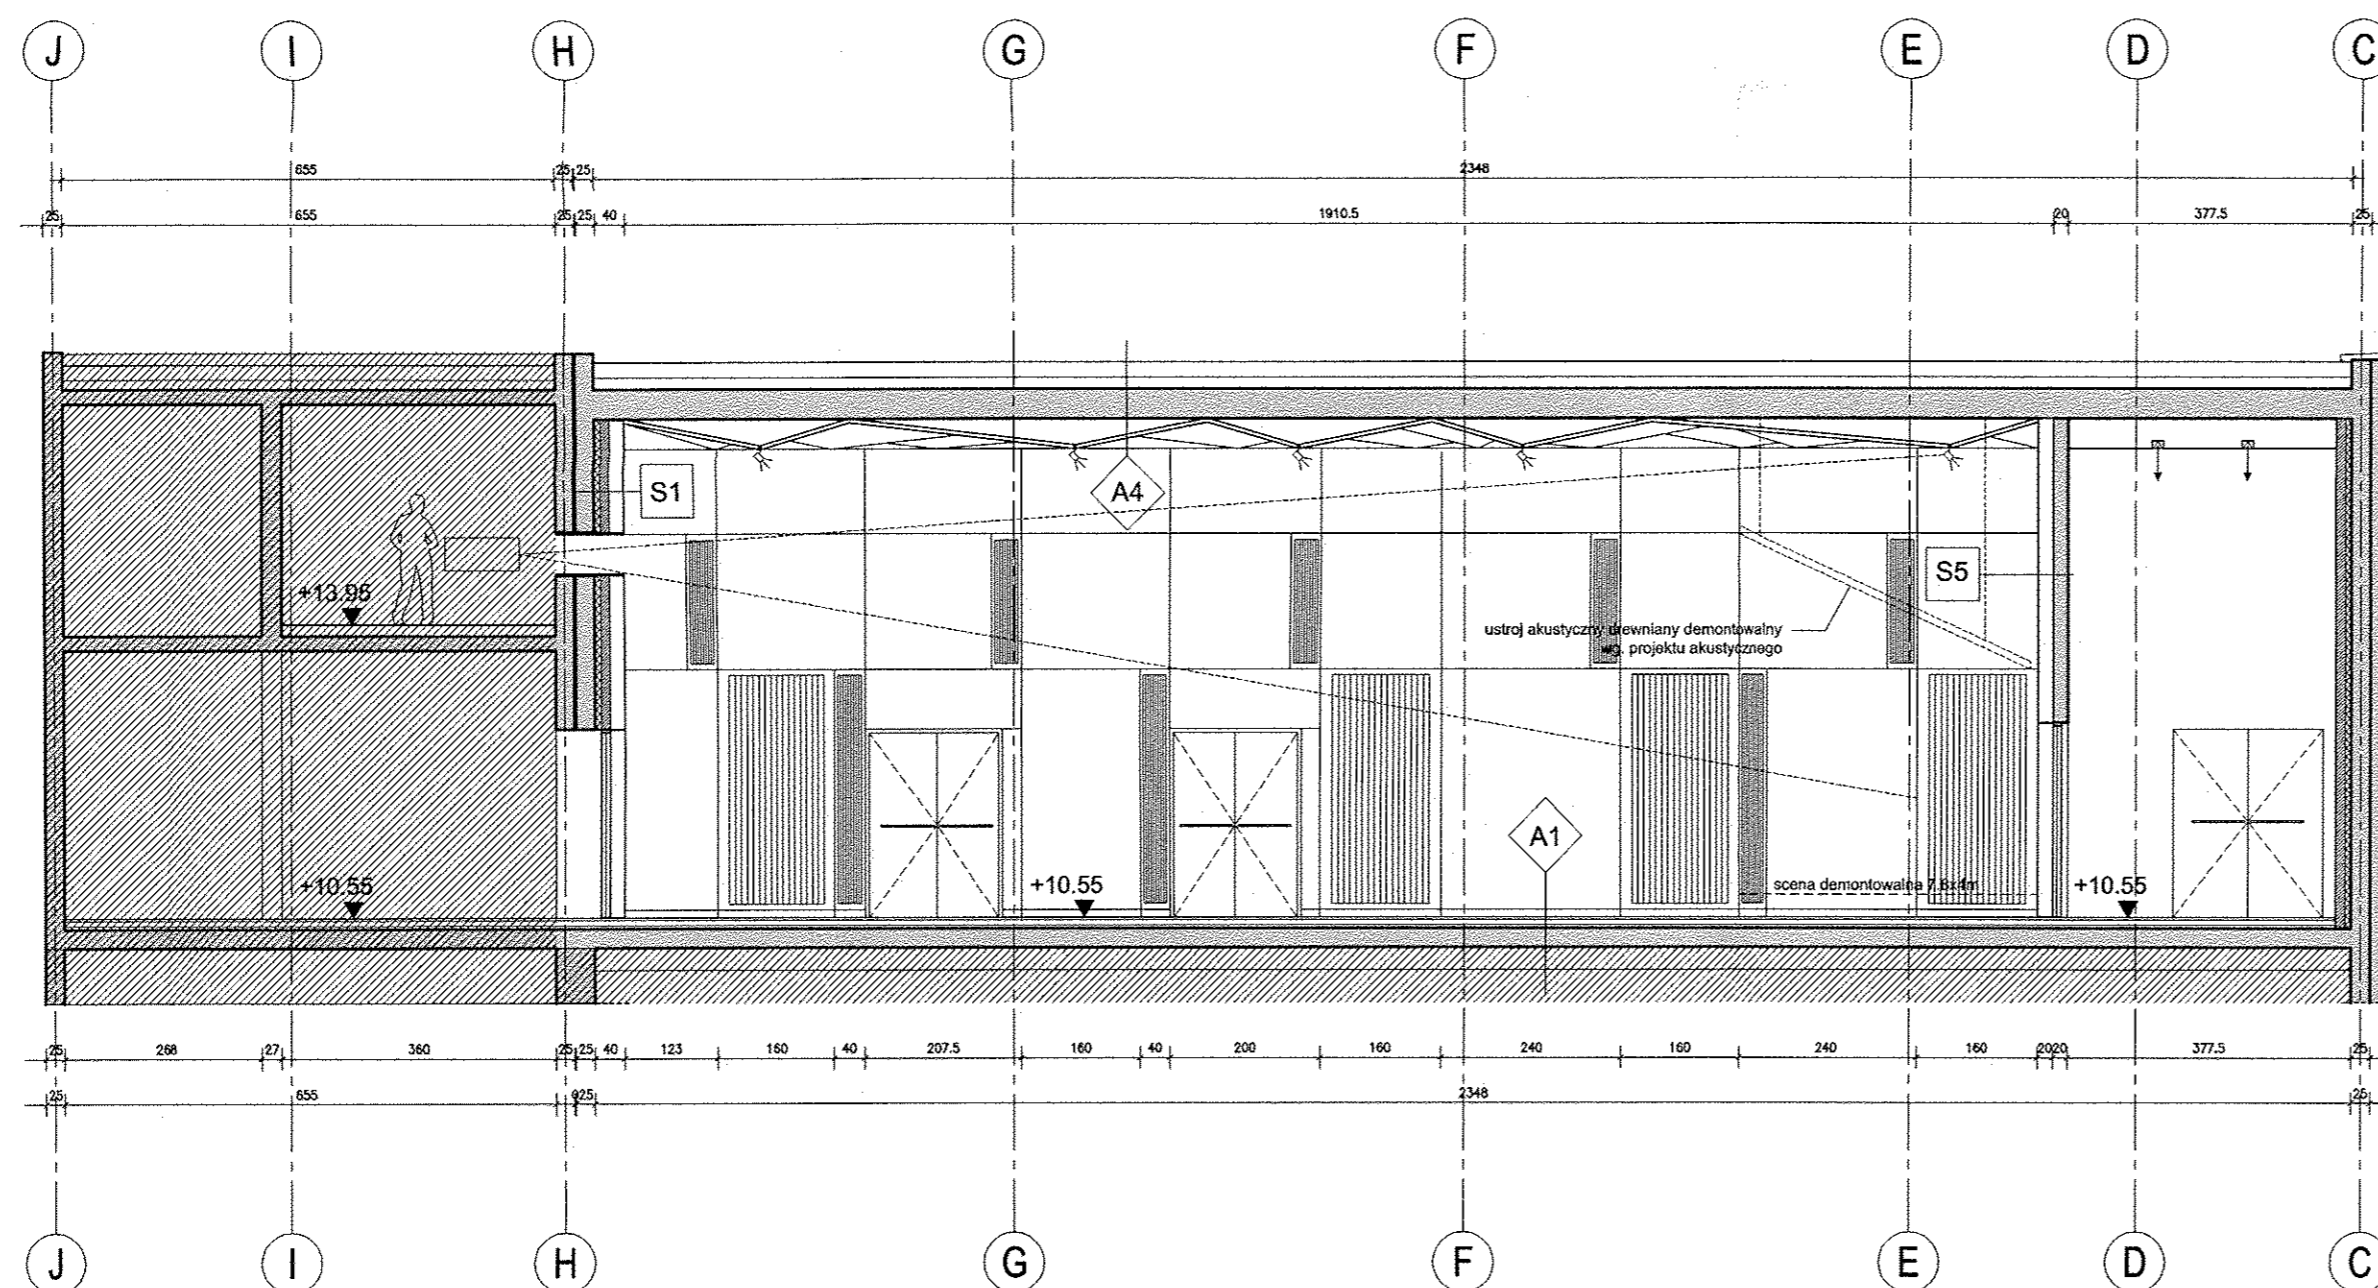 J I H G F E D C
655 25 25 2348
25 655 25 25 40 1910.5 20 377.5 25
S1
A4
S5
+13.95
ustroj akustyczny drewniany demontowalny
wg. projektu akustycznego
A1
+10.55
+10.55
scena demontowalna 7.6x4m
+10.55
25 268 27 360 25 25 40 123 160 40 207.5 160 40 200 160 240 160 240 160 20 20 377.5 25
25 655 2348 25
J I H G F E D C